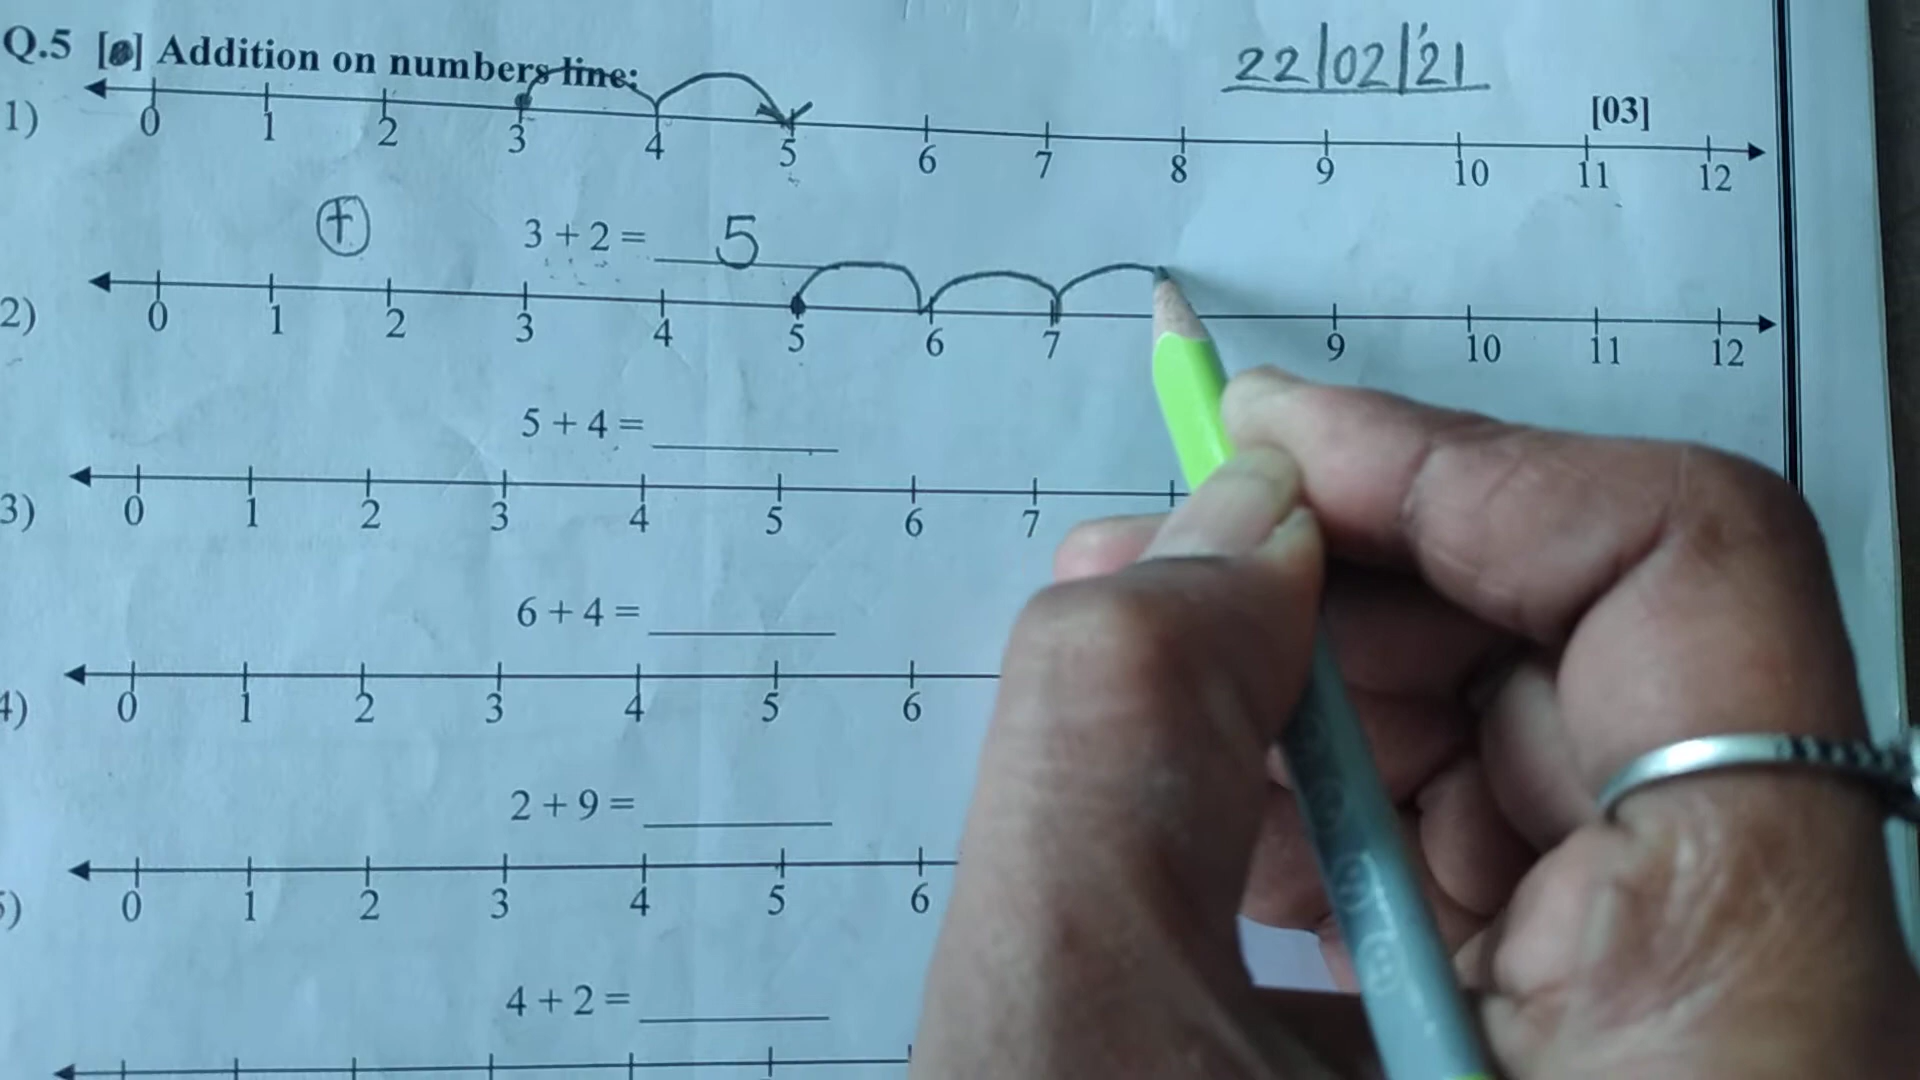 Q.5 [a] Addition on numbers line:
22/02/21
[03]
1) 0 1 2 3 4 5 6 7 8 9 10 11 12
+ 3 + 2 = 5
2) 0 1 2 3 4 5 6 7 9 10 11 12
5 + 4 =
3) 0 1 2 3 4 5 6 7
6 + 4 =
4) 0 1 2 3 4 5 6
2 + 9 =
5) 0 1 2 3 4 5 6
4 + 2 =